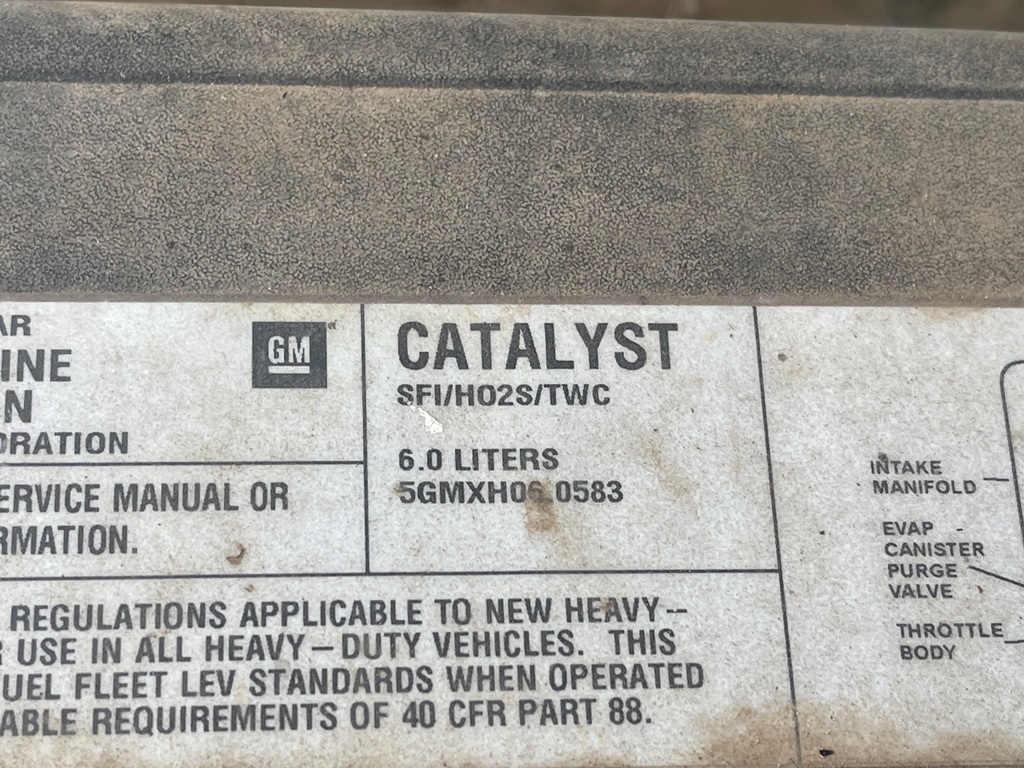 AR
INE
N
ORATION
GM
ERVICE MANUAL OR
RMATION.
CATALYST
SFI/HO2S/TWC
6.0 LITERS
5GMXH06.0583
REGULATIONS APPLICABLE TO NEW HEAVY–
R USE IN ALL HEAVY–DUTY VEHICLES. THIS
UEL FLEET LEV STANDARDS WHEN OPERATED
ABLE REQUIREMENTS OF 40 CFR PART 88.
INTAKE
MANIFOLD
EVAP
CANISTER
PURGE
VALVE
THROTTLE
BODY